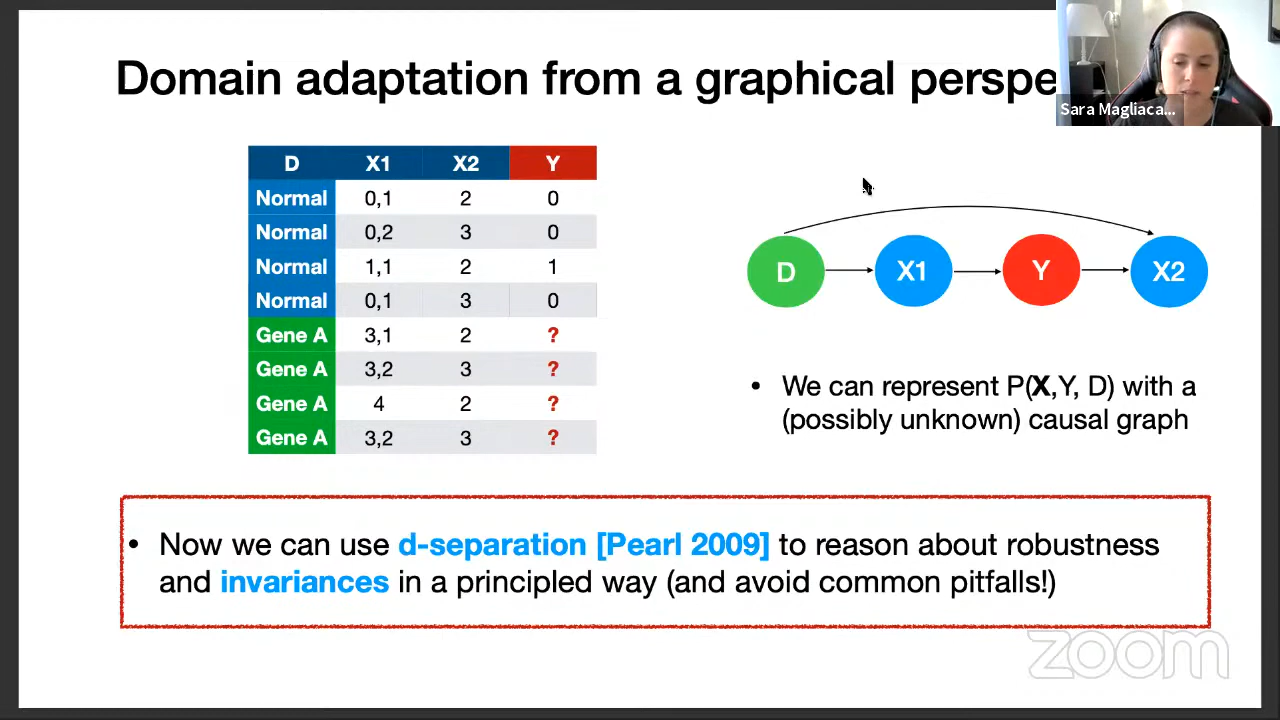 Domain adaptation from a graphical perspe
Sara Magliaca...
D X1 X2 Y
Normal 0,1 2 0
Normal 0,2 3 0
Normal 1,1 2 1
Normal 0,1 3 0
Gene A 3,1 2 ?
Gene A 3,2 3 ?
Gene A 4 2 ?
Gene A 3,2 3 ?
D X1 Y X2
• We can represent P(X,Y, D) with a
(possibly unknown) causal graph
• Now we can use d-separation [Pearl 2009] to reason about robustness
and invariances in a principled way (and avoid common pitfalls!)
zoom